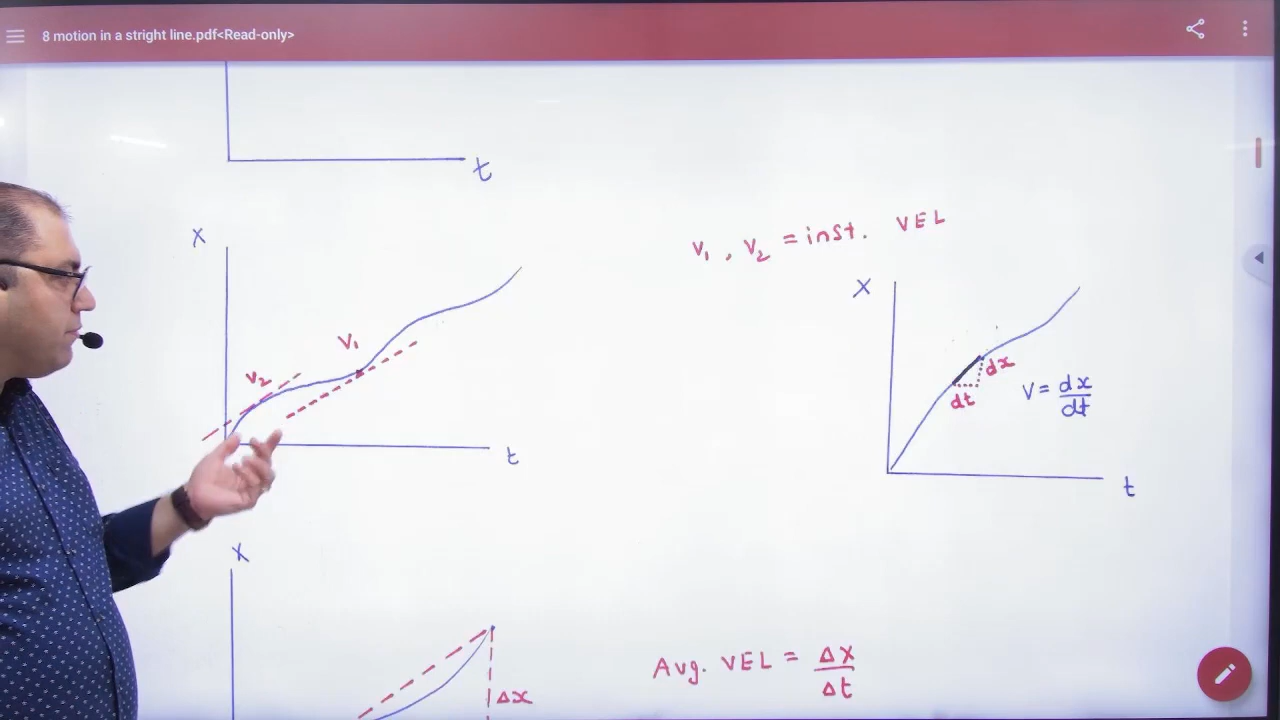 8 motion in a stright line.pdf<Read-only>
t
X
V₁ , V₂ = inst. VEL
X
V₁
V₂
dx
dt
V = dx/dt
t
t
X
Avg. VEL = Δx/Δt
Δx